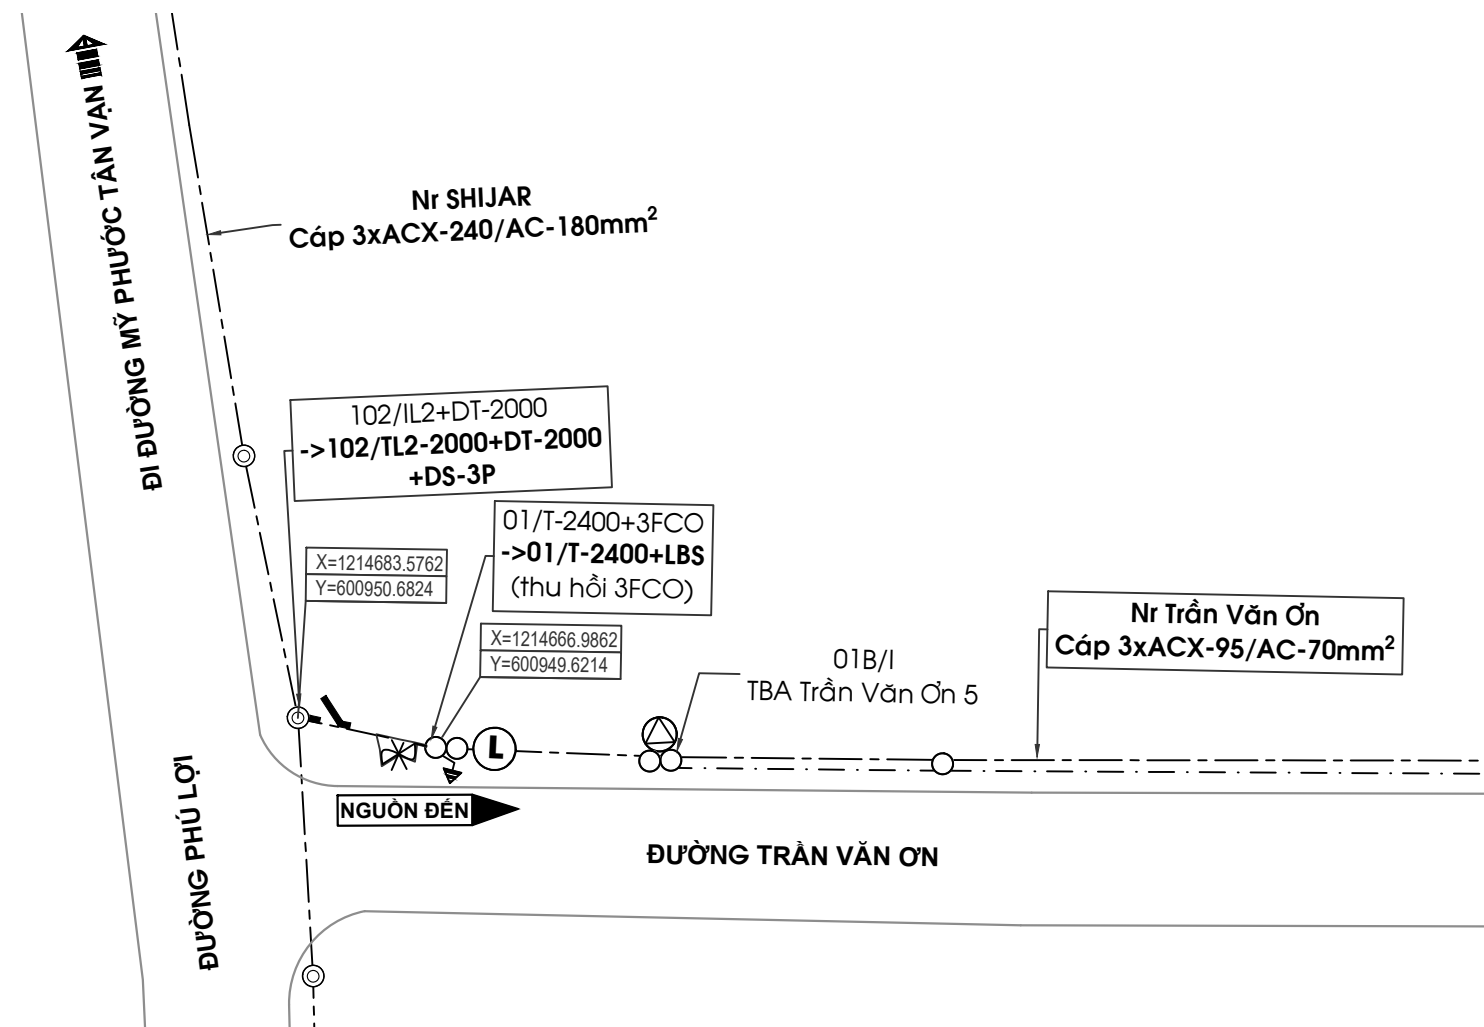 ĐI ĐƯỜNG MỸ PHƯỚC TÂN VẠN
Nr SHIJAR
Cáp 3xACX-240/AC-180mm²
102/IL2+DT-2000
->102/TL2-2000+DT-2000
+DS-3P
01/T-2400+3FCO
->01/T-2400+LBS
(thu hồi 3FCO)
X=1214683.5762
Y=600950.6824
X=1214666.9862
Y=600949.6214
01B/I
TBA Trần Văn Ơn 5
Nr Trần Văn Ơn
Cáp 3xACX-95/AC-70mm²
L
NGUỒN ĐẾN
ĐƯỜNG TRẦN VĂN ƠN
ĐƯỜNG PHÚ LỢI